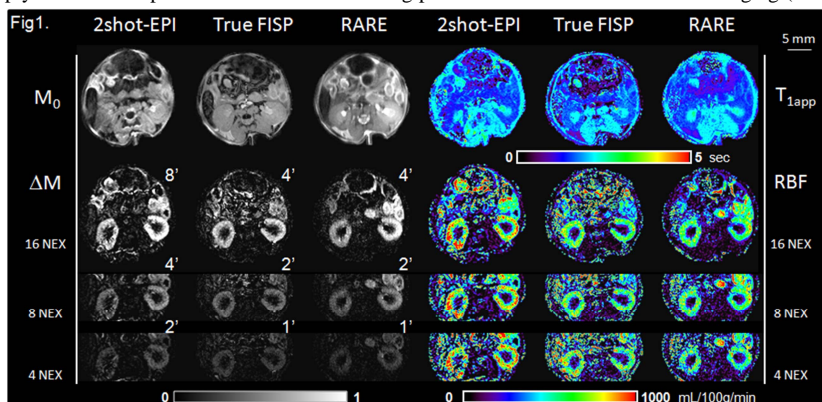 Fig1. 2shot-EPI True FISP RARE 2shot-EPI True FISP RARE
5 mm
M0 T1app
0 5 sec
ΔM 8’ 4’ 4’ RBF
16 NEX 16 NEX
4’ 2’ 2’
8 NEX 8 NEX
2’ 1’ 1’
4 NEX 4 NEX
0 1 0 1000 mL/100g/min